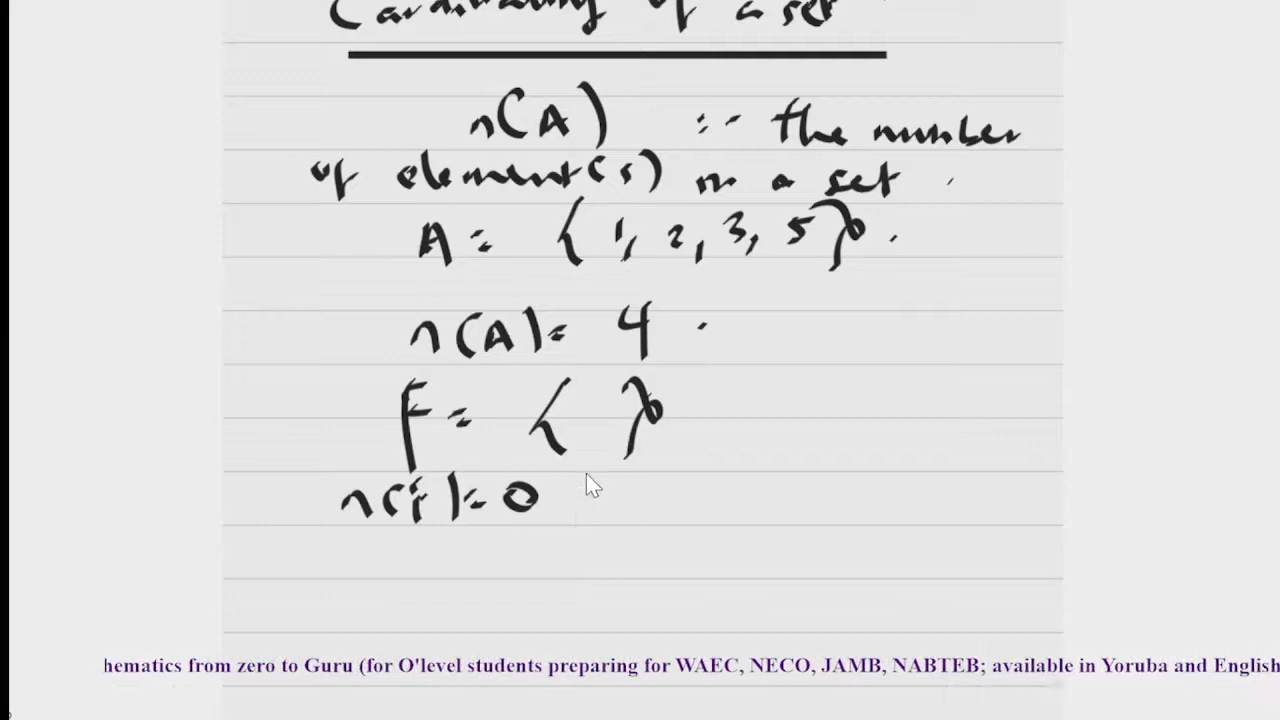 Cardinality of a set
n(A) :- the number
of element(s) in a set .
A = { 1, 2, 3, 5 } .
n(A) = 4 .
F = { }
n(F) = 0
hematics from zero to Guru (for O'level students preparing for WAEC, NECO, JAMB, NABTEB; available in Yoruba and English